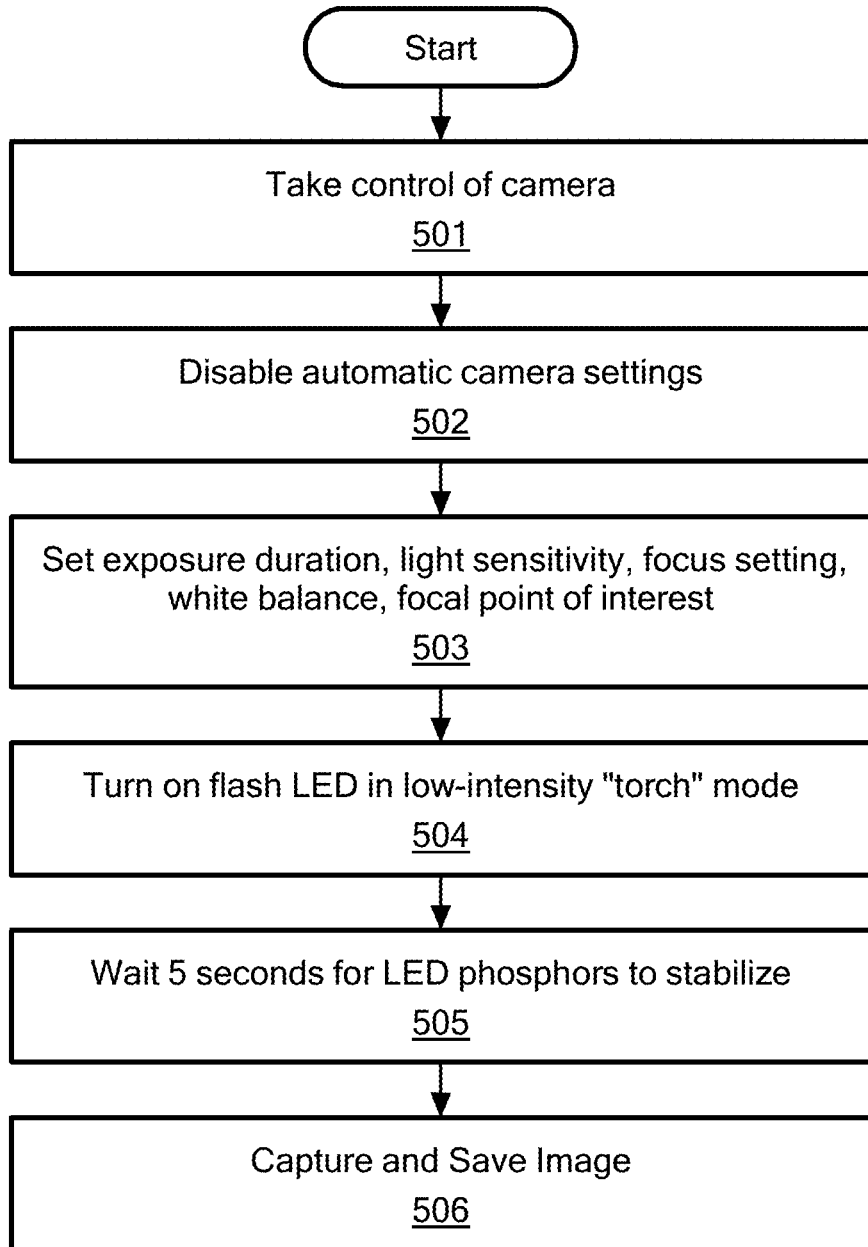 Start
Take control of camera
501
Disable automatic camera settings
502
Set exposure duration, light sensitivity, focus setting,
white balance, focal point of interest
503
Turn on flash LED in low-intensity "torch" mode
504
Wait 5 seconds for LED phosphors to stabilize
505
Capture and Save Image
506